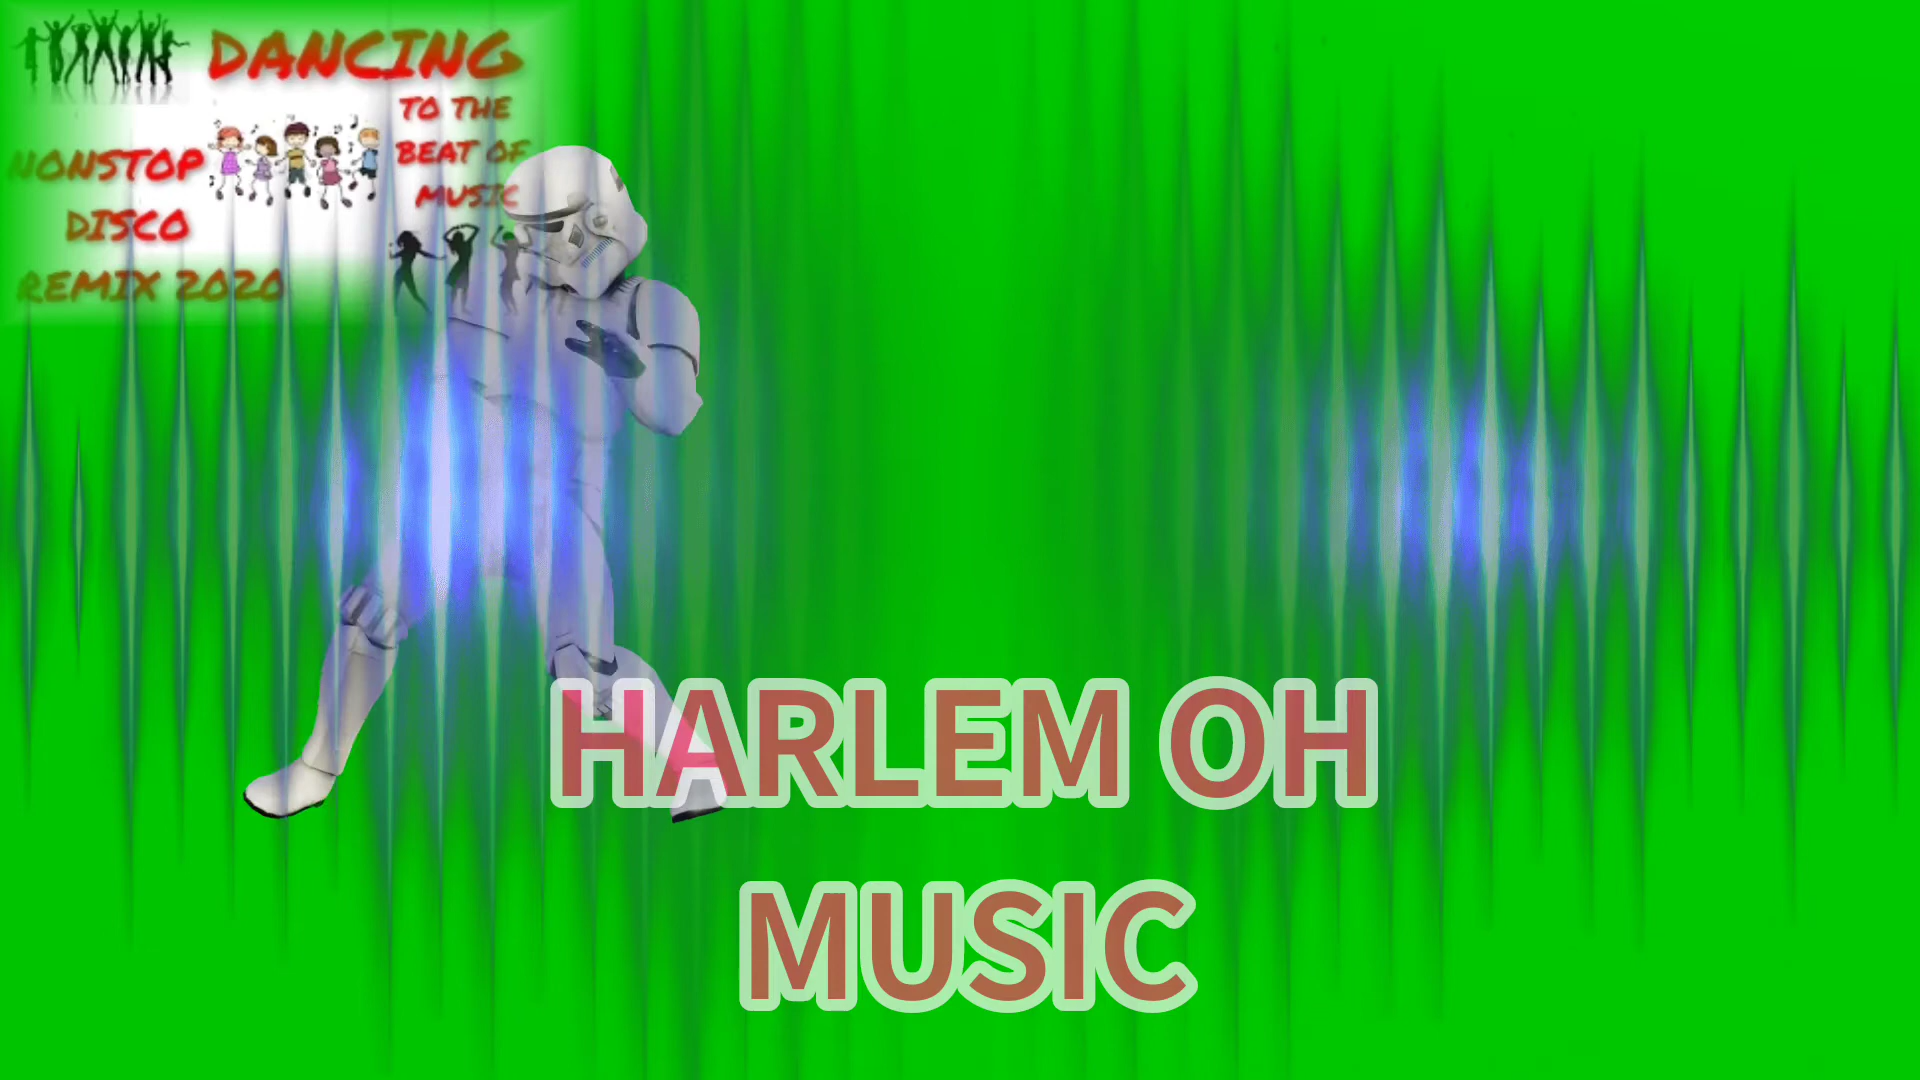 DANCING
TO THE
BEAT OF
MUSIC
NONSTOP
DISCO
REMIX 2020
HARLEM OH
MUSIC